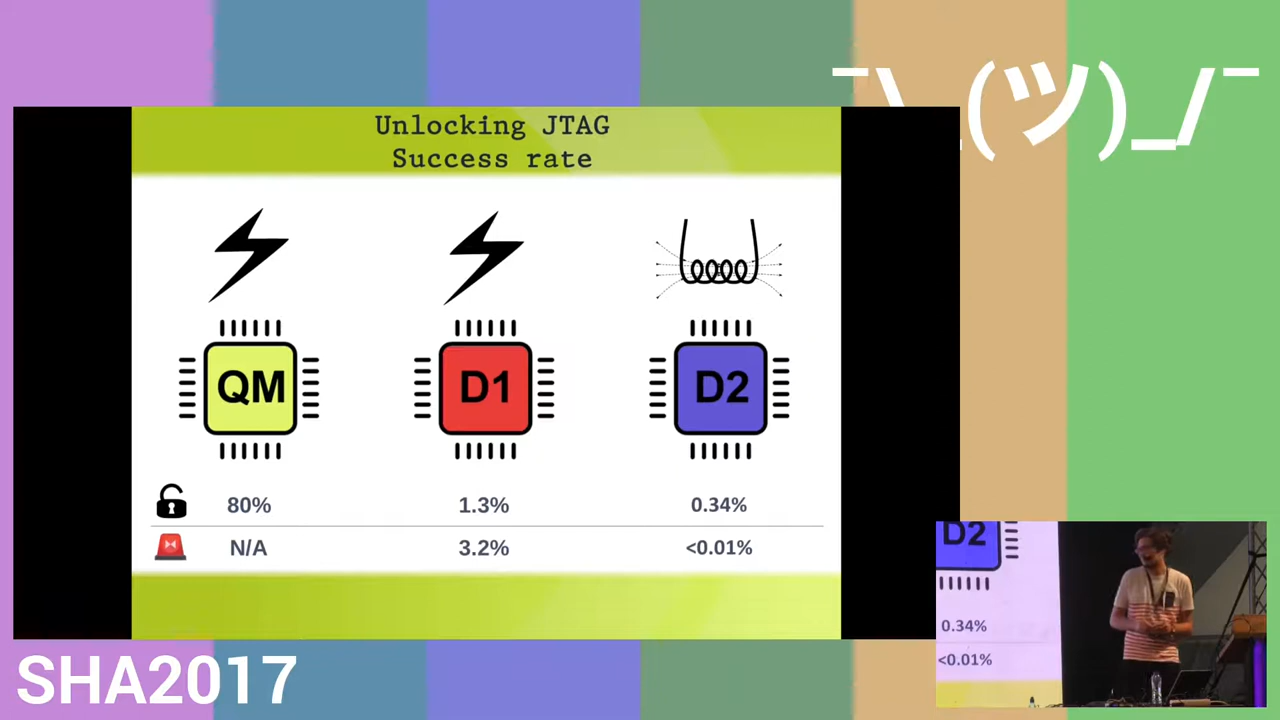 ¯\_(ツ)_/¯
Unlocking JTAG
Success rate
QM
D1
D2
80%
1.3%
0.34%
N/A
3.2%
<0.01%
D2
0.34%
<0.01%
SHA2017